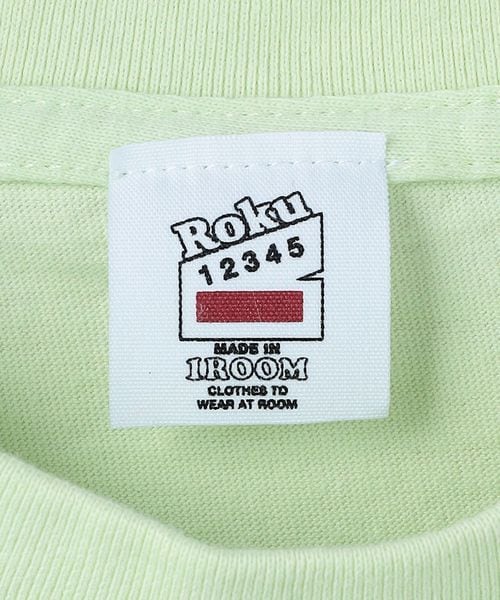 Roku
12345
MADE IN
IROOM
CLOTHES TO
WEAR AT ROOM